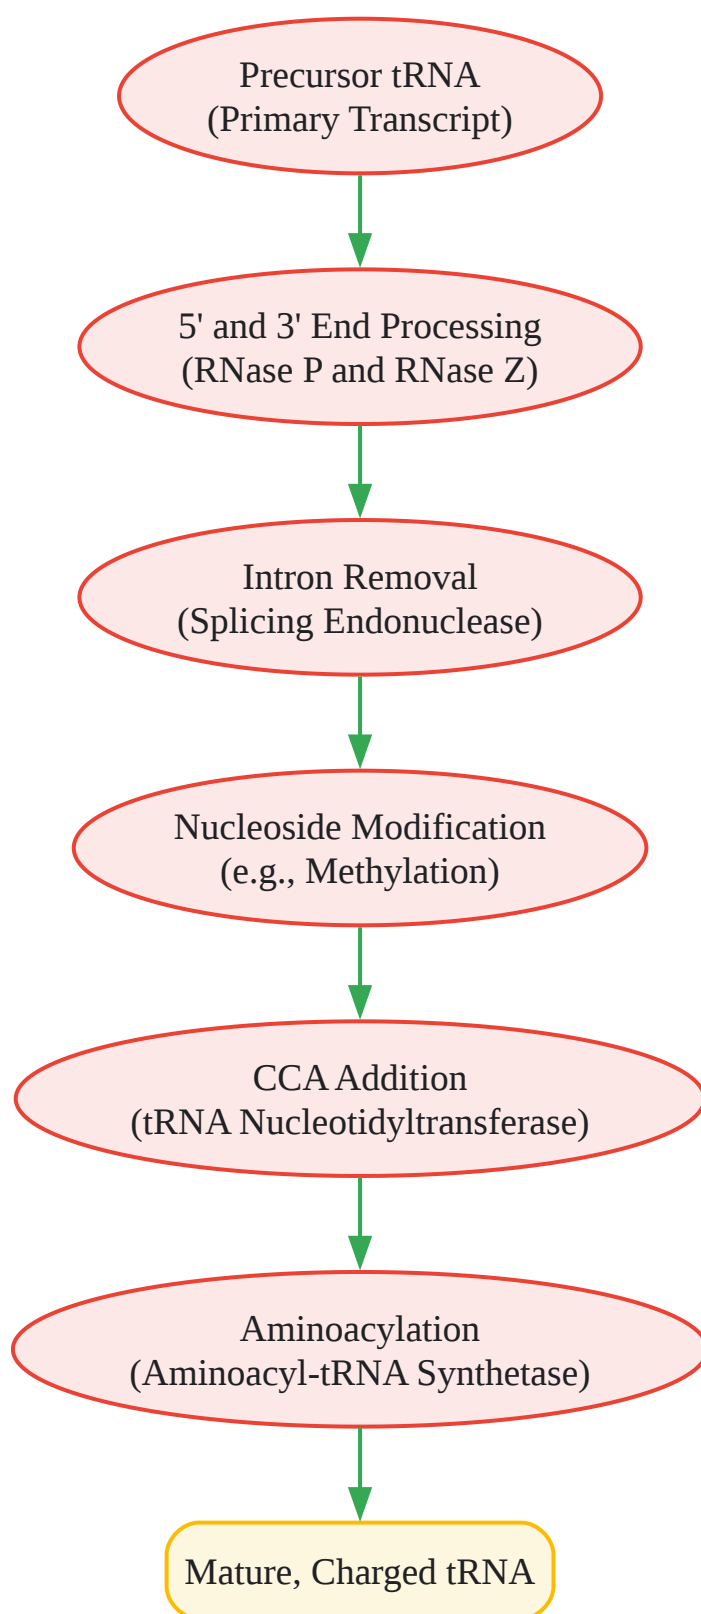 Precursor tRNA
(Primary Transcript)
5' and 3' End Processing
(RNase P and RNase Z)
Intron Removal
(Splicing Endonuclease)
Nucleoside Modification
(e.g., Methylation)
CCA Addition
(tRNA Nucleotidyltransferase)
Aminoacylation
(Aminoacyl-tRNA Synthetase)
Mature, Charged tRNA